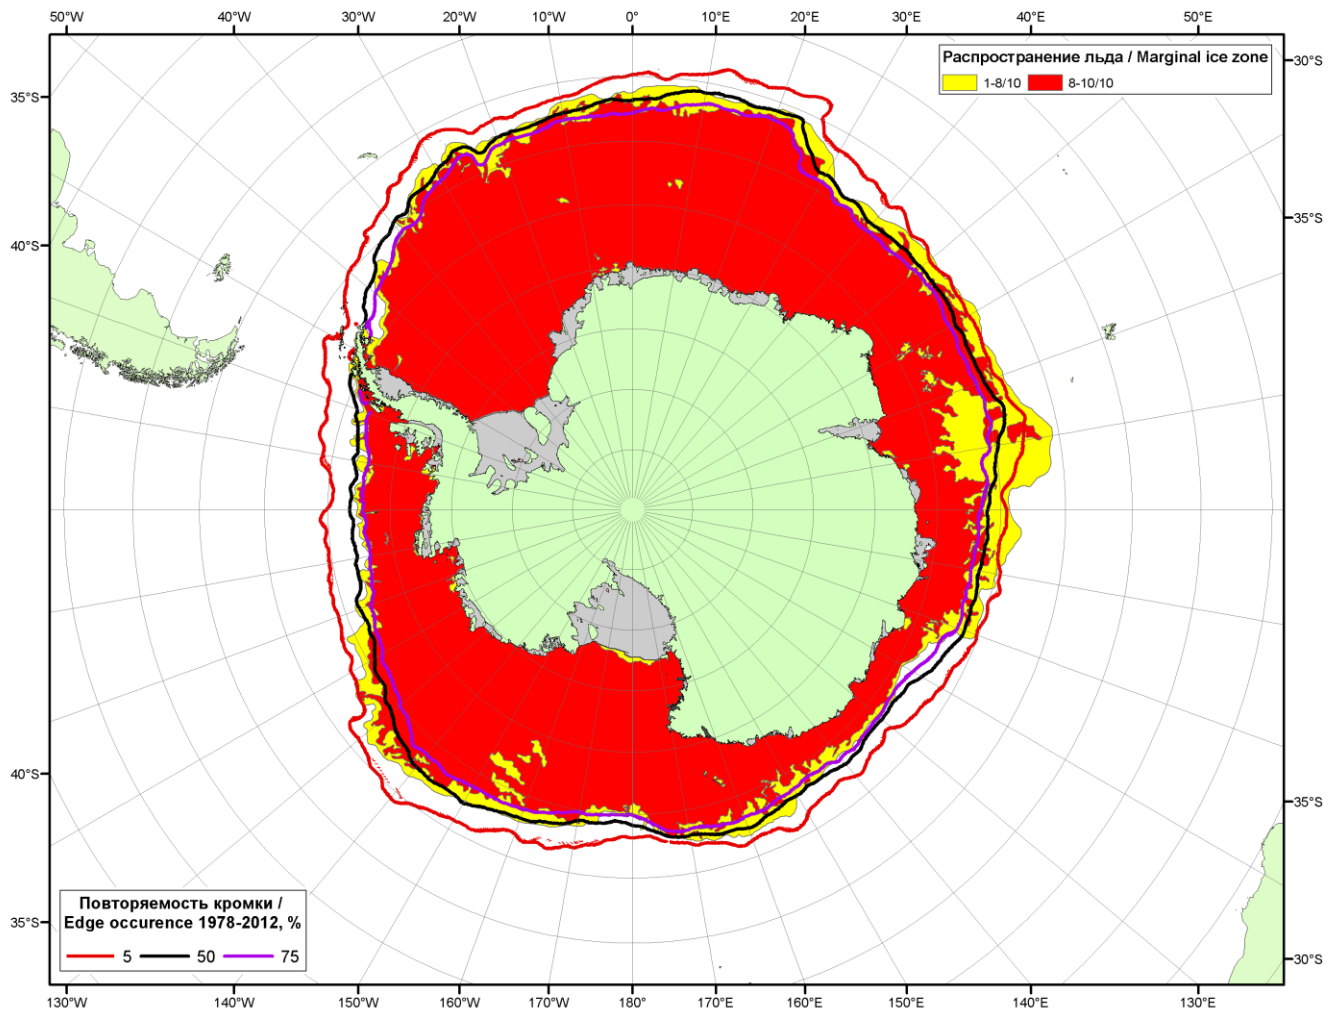 50°W 40°W 30°W 20°W 10°W 0° 10°E 20°E 30°E 40°E 50°E
Распространение льда / Marginal ice zone
1-8/10 8-10/10
30°S
35°S
35°S
40°S
40°S
35°S
35°S
30°S
Повторяемость кромки /
Edge occurence 1978-2012, %
5 50 75
130°W 140°W 150°W 160°W 170°W 180° 170°E 160°E 150°E 140°E 130°E